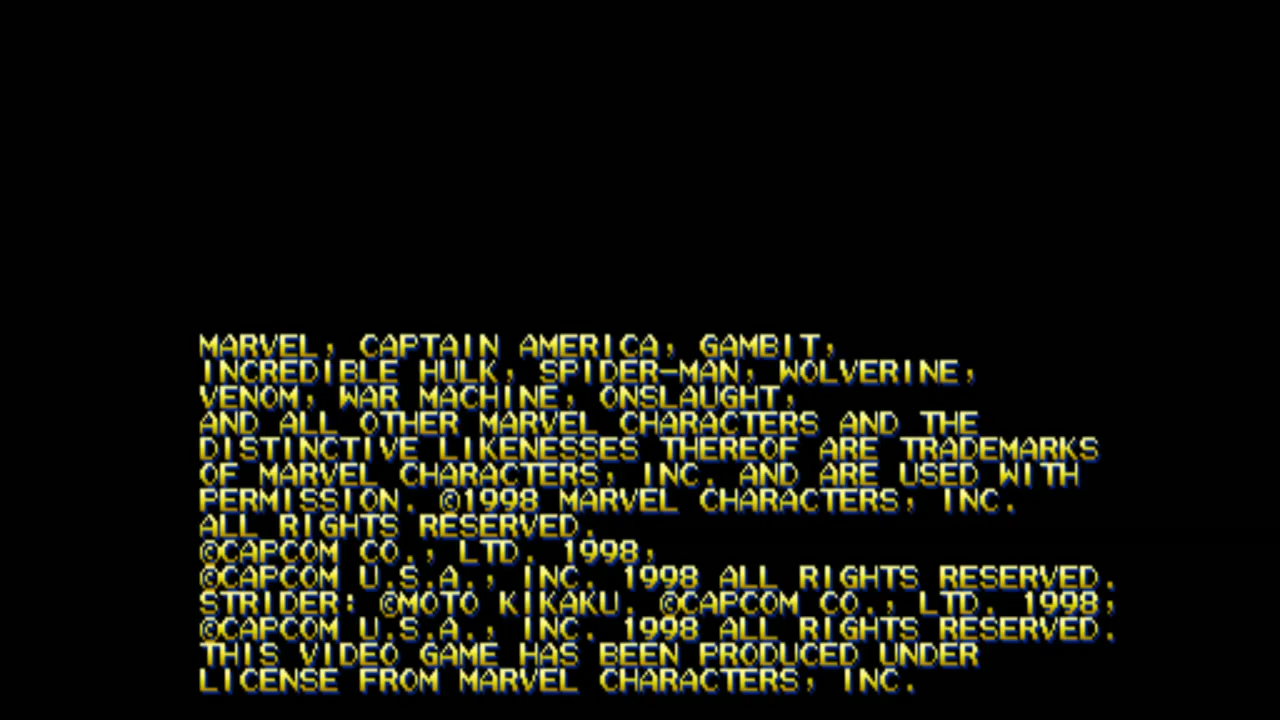 MARVEL, CAPTAIN AMERICA, GAMBIT,
INCREDIBLE HULK, SPIDER-MAN, WOLVERINE,
VENOM, WAR MACHINE, ONSLAUGHT,
AND ALL OTHER MARVEL CHARACTERS AND THE
DISTINCTIVE LIKENESSES THEREOF ARE TRADEMARKS
OF MARVEL CHARACTERS, INC. AND ARE USED WITH
PERMISSION. ©1998 MARVEL CHARACTERS, INC.
ALL RIGHTS RESERVED.
©CAPCOM CO., LTD. 1998,
©CAPCOM U.S.A., INC. 1998 ALL RIGHTS RESERVED.
STRIDER: ©MOTO KIKAKU. ©CAPCOM CO., LTD. 1998,
©CAPCOM U.S.A., INC. 1998 ALL RIGHTS RESERVED.
THIS VIDEO GAME HAS BEEN PRODUCED UNDER
LICENSE FROM MARVEL CHARACTERS, INC.